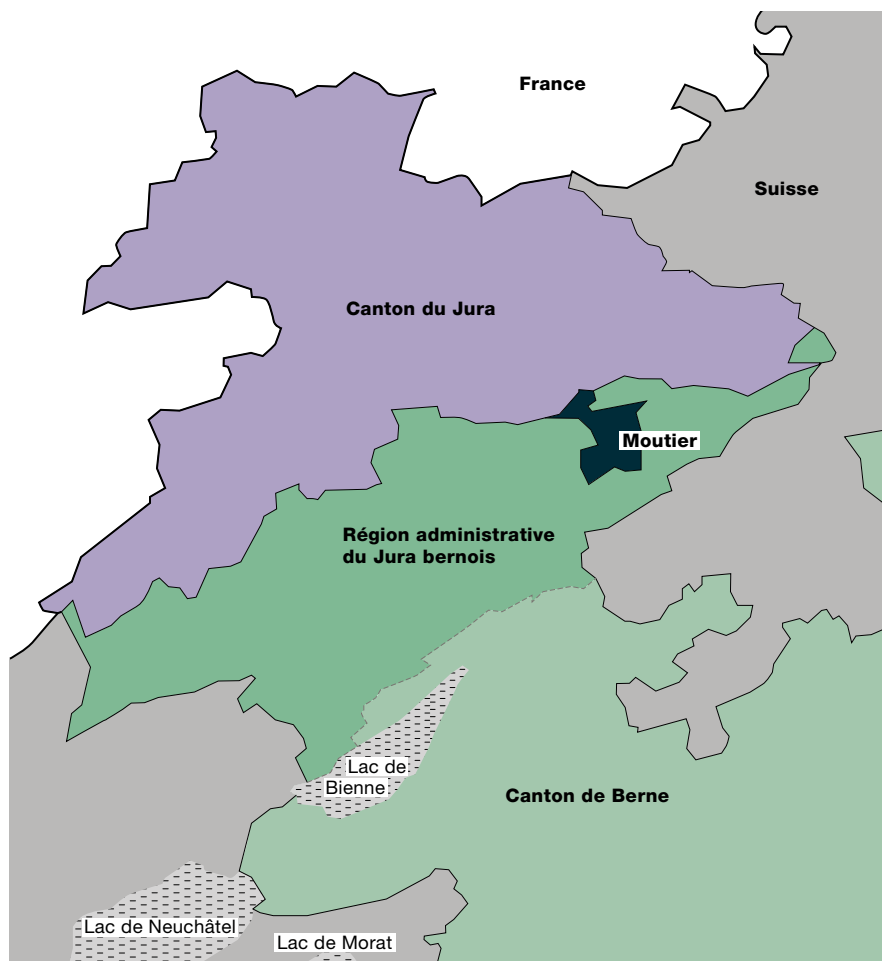 France
Suisse
Canton du Jura
Moutier
Région administrative
du Jura bernois
Lac de
Bienne
Canton de Berne
Lac de Neuchâtel
Lac de Morat